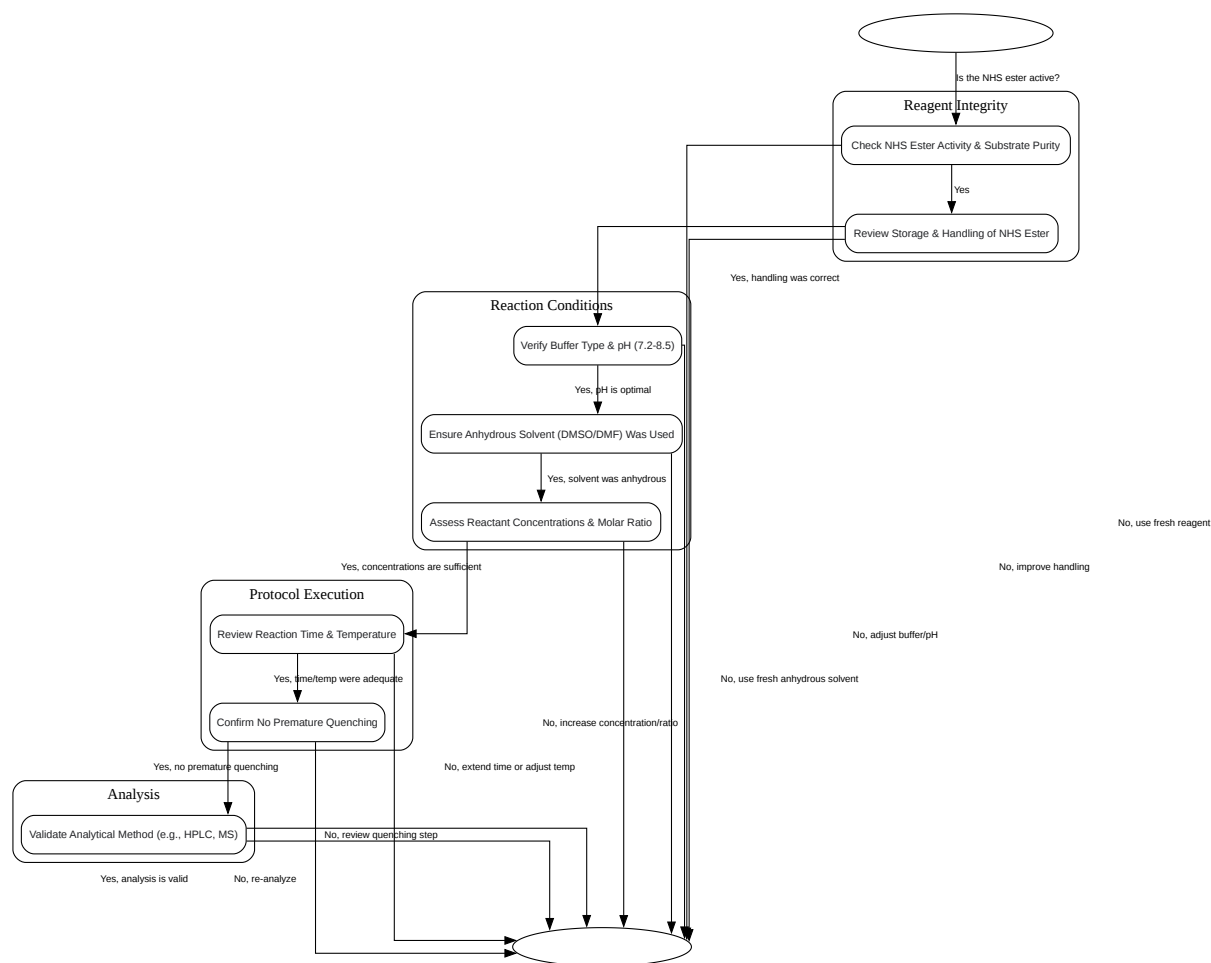 Is the NHS ester active?
Reagent Integrity
Check NHS Ester Activity & Substrate Purity
Yes
Review Storage & Handling of NHS Ester
Yes, handling was correct
Reaction Conditions
Verify Buffer Type & pH (7.2-8.5)
Yes, pH is optimal
Ensure Anhydrous Solvent (DMSO/DMF) Was Used
Yes, solvent was anhydrous
Assess Reactant Concentrations & Molar Ratio
No, use fresh reagent
Yes, concentrations are sufficient
No, improve handling
Protocol Execution
Review Reaction Time & Temperature
No, adjust buffer/pH
Yes, time/temp were adequate
No, use fresh anhydrous solvent
Confirm No Premature Quenching
No, increase concentration/ratio
Yes, no premature quenching
No, extend time or adjust temp
Analysis
Validate Analytical Method (e.g., HPLC, MS)
No, review quenching step
Yes, analysis is valid
No, re-analyze